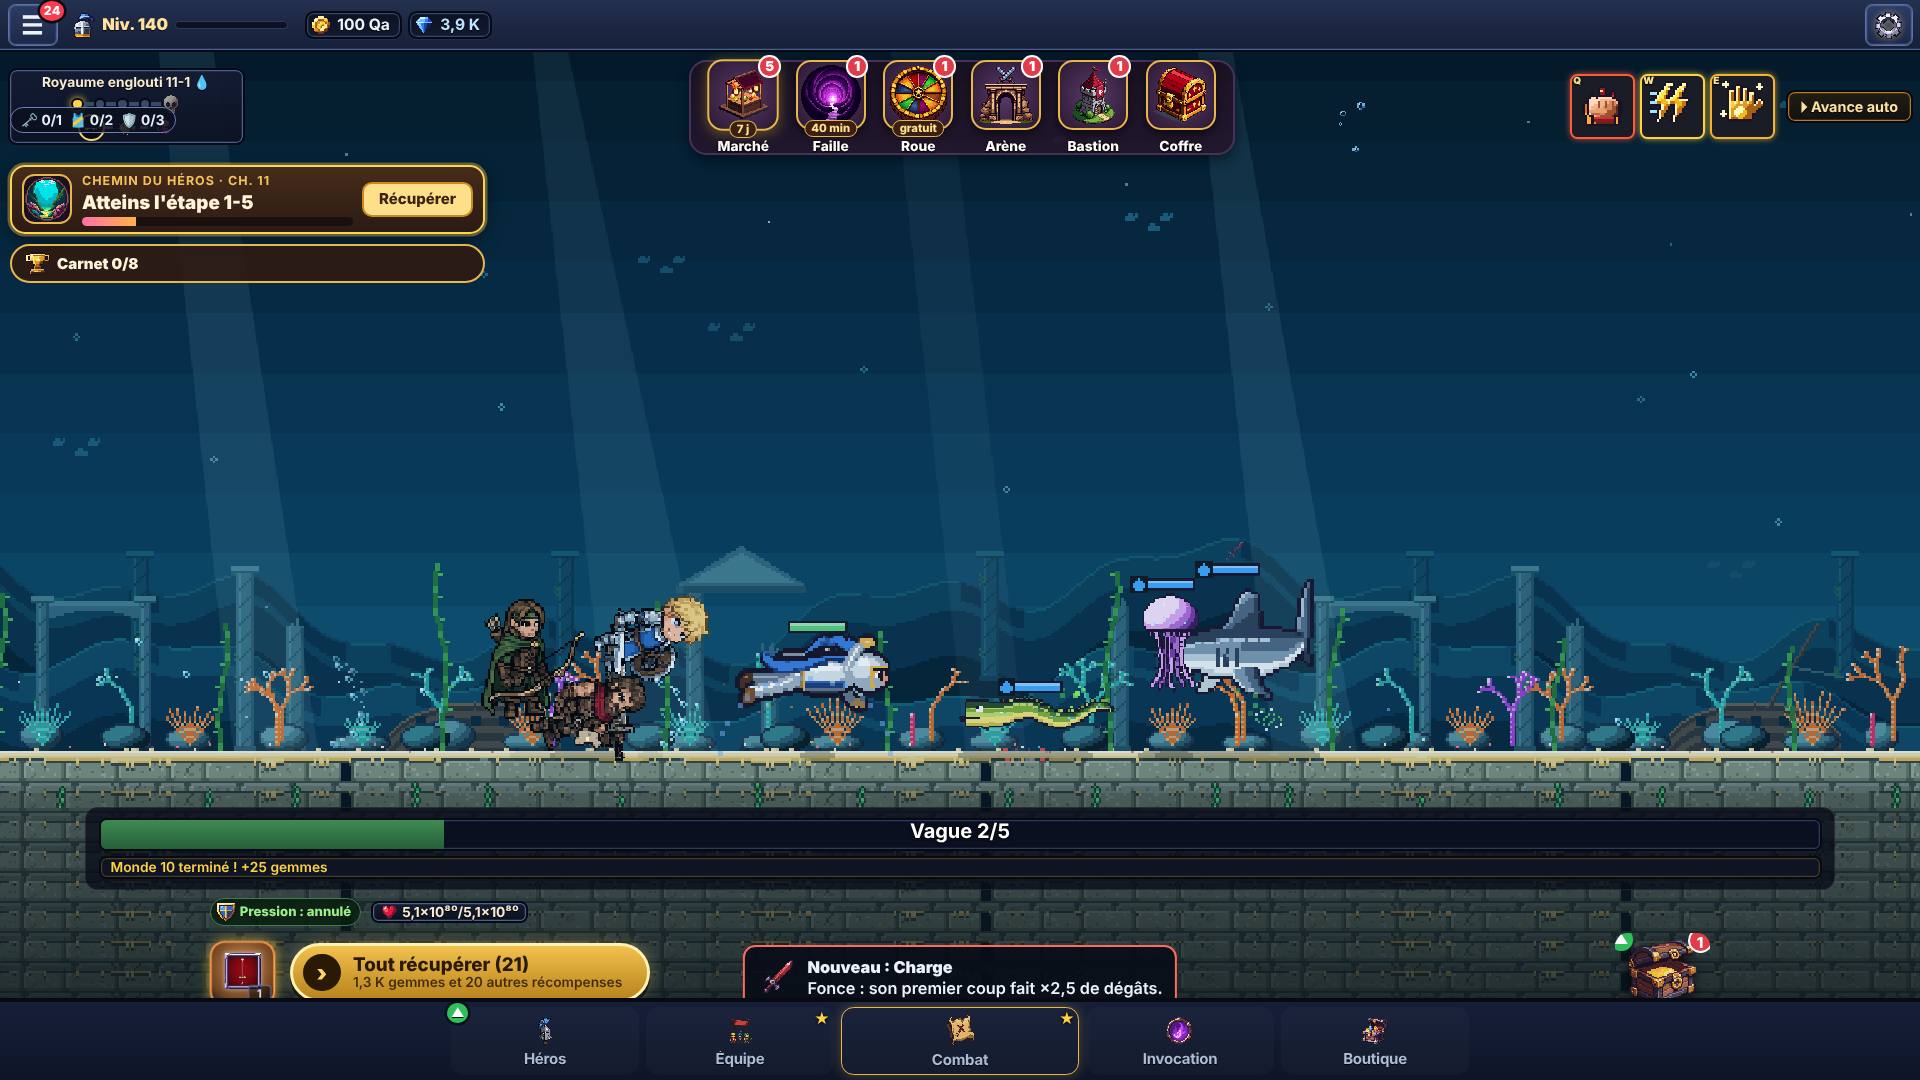 24
Niv. 140
100 Qa
3,9 K
Royaume englouti 11-1
0/1 0/2 0/3
CHEMIN DU HÉROS · CH. 11
Atteins l'étape 1-5
Récupérer
Carnet 0/8
5
7 j
Marché
1
40 min
Faille
1
gratuit
Roue
1
Arène
1
Bastion
Coffre
Q
W
E
Avance auto
Vague 2/5
Monde 10 terminé ! +25 gemmes
Pression : annulé
5,1×10⁸⁰/5,1×10⁸⁰
1
Tout récupérer (21)
1,3 K gemmes et 20 autres récompenses
Nouveau : Charge
Fonce : son premier coup fait ×2,5 de dégâts.
1
Héros
Équipe
Combat
Invocation
Boutique